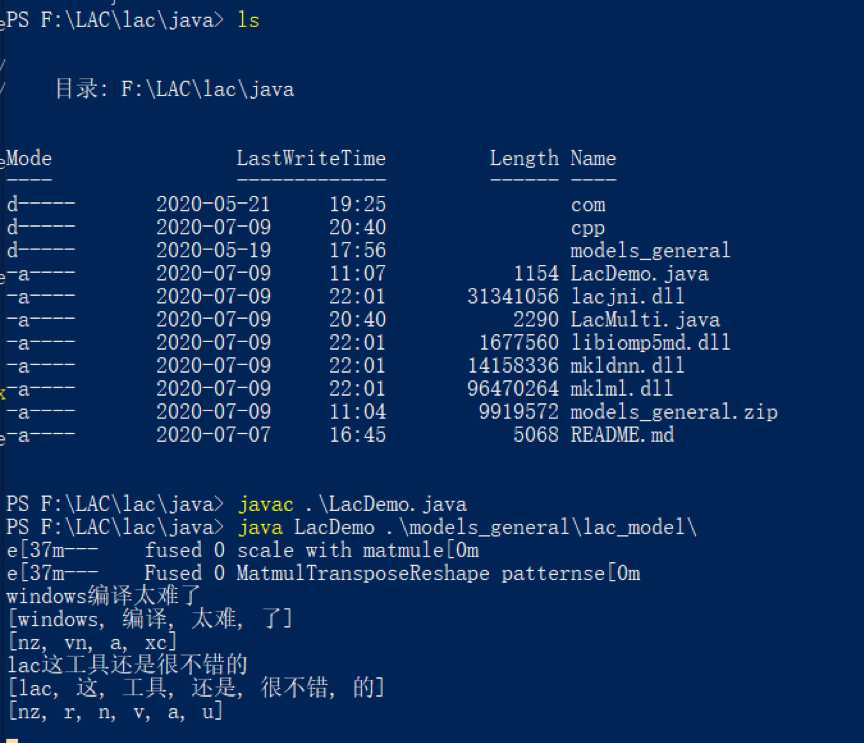 PS F:\LAC\lac\java> ls
目录: F:\LAC\lac\java
Mode LastWriteTime Length Name
---- ------------- ------ ----
d----- 2020-05-21 19:25 com
d----- 2020-07-09 20:40 cpp
d----- 2020-05-19 17:56 models_general
-a---- 2020-07-09 11:07 1154 LacDemo.java
-a---- 2020-07-09 22:01 31341056 lacjni.dll
-a---- 2020-07-09 20:40 2290 LacMulti.java
-a---- 2020-07-09 22:01 1677560 libiomp5md.dll
-a---- 2020-07-09 22:01 14158336 mkldnn.dll
-a---- 2020-07-09 22:01 96470264 mklml.dll
-a---- 2020-07-09 11:04 9919572 models_general.zip
-a---- 2020-07-07 16:45 5068 README.md
PS F:\LAC\lac\java> javac .\LacDemo.java
PS F:\LAC\lac\java> java LacDemo .\models_general\lac_model\
e[37m--- fused 0 scale with matmule[0m
e[37m--- Fused 0 MatmulTransposeReshape patternse[0m
windows编译太难了
[windows, 编译, 太难, 了]
[nz, vn, a, xc]
lac这工具还是很不错的
[lac, 这, 工具, 还是, 很不错, 的]
[nz, r, n, v, a, u]